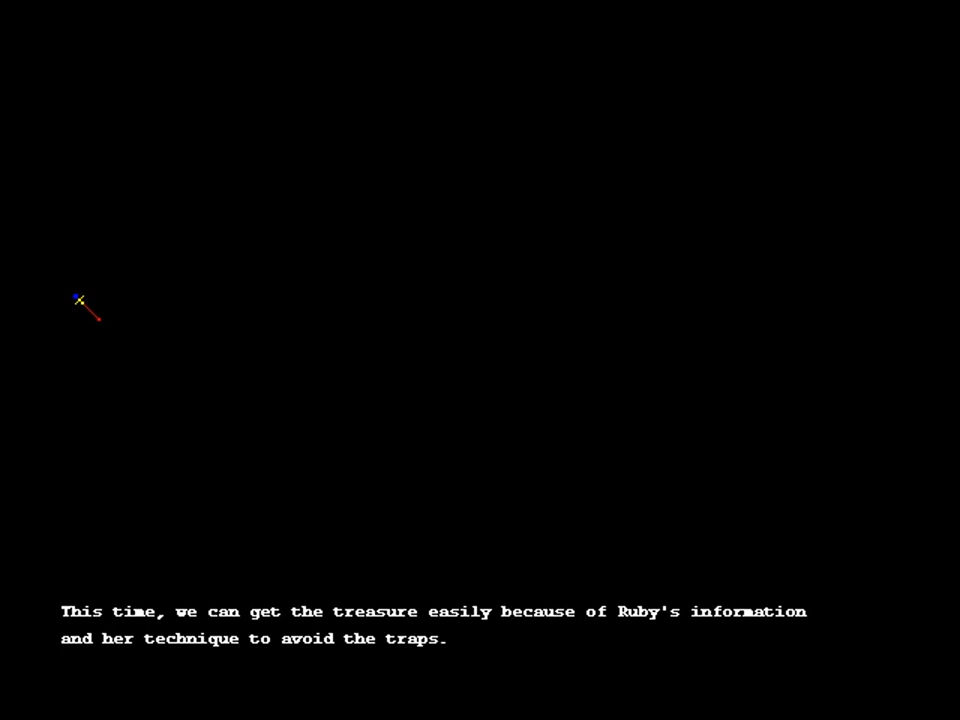 This time, we can get the treasure easily because of Ruby's information
and her technique to avoid the traps.